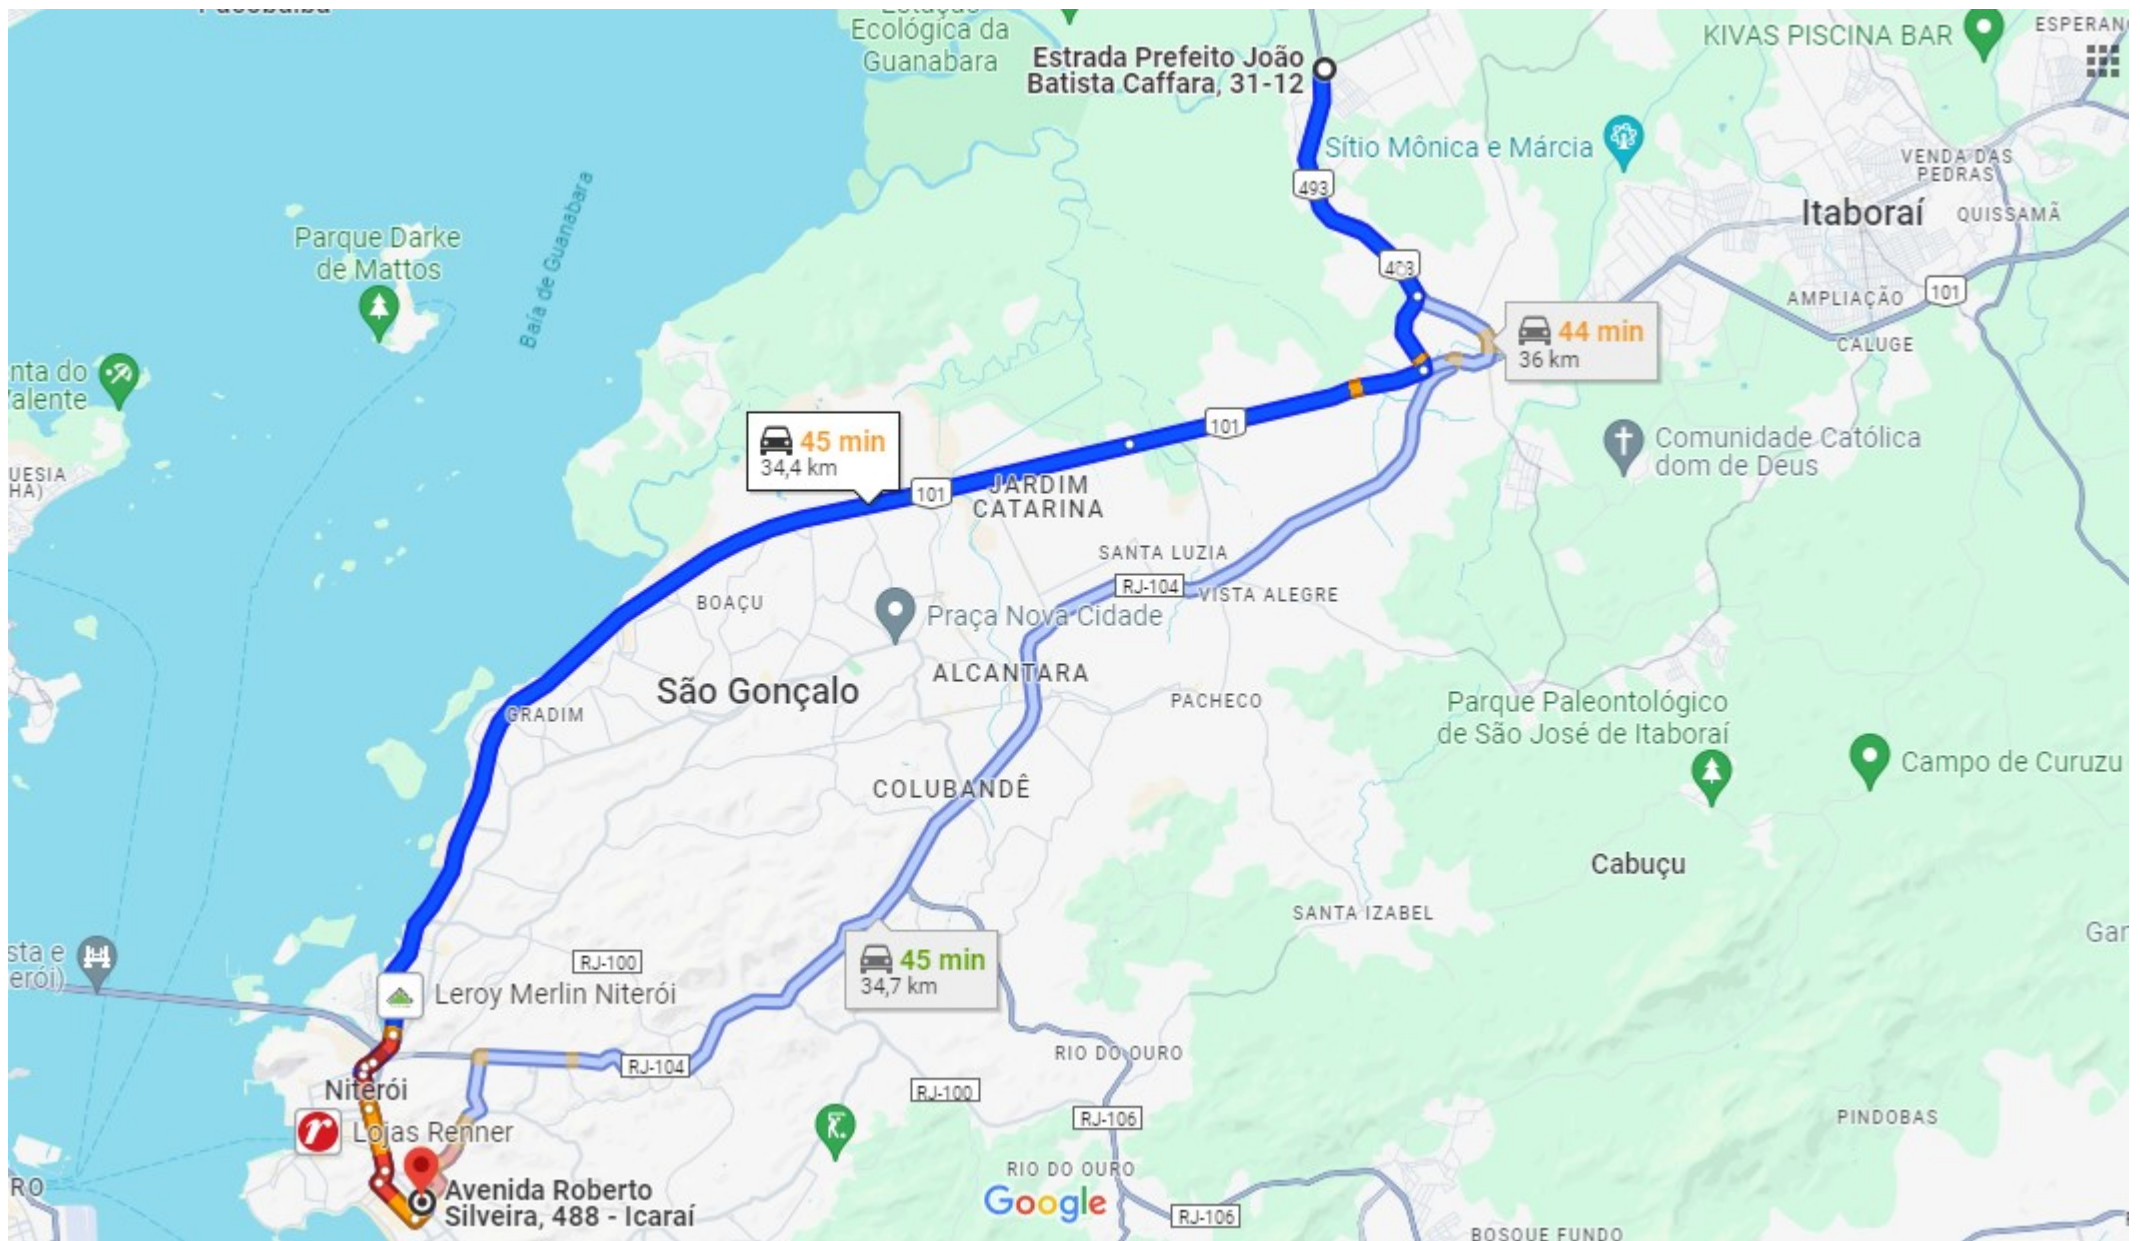 Ecológica da
Guanabara
Estrada Prefeito João
Batista Caffara, 31-12
KIVAS PISCINA BAR
Sítio Mônica e Márcia
493
VENDA DAS
PEDRAS
Itaboraí
QUISSAMÃ
Parque Darke
de Mattos
Baía de Guanabara
AMPLIAÇÃO
101
CALUGE
44 min
36 km
45 min
34,4 km
101
101
JARDIM
CATARINA
Comunidade Católica
dom de Deus
SANTA LUZIA
RJ-104
VISTA ALEGRE
BOAÇU
Praça Nova Cidade
ALCANTARA
São Gonçalo
PACHECO
GRADIM
Parque Paleontológico
de São José de Itaboraí
Campo de Curuzu
COLUBANDÊ
Cabuçu
SANTA IZABEL
45 min
34,7 km
RJ-100
Leroy Merlin Niterói
RJ-104
RIO DO OURO
RJ-100
RJ-106
Niterói
Lojas Renner
PINDOBAS
RIO DO OURO
Avenida Roberto
Silveira, 488 - Icaraí
Google
RJ-106
BOSQUE FUNDO